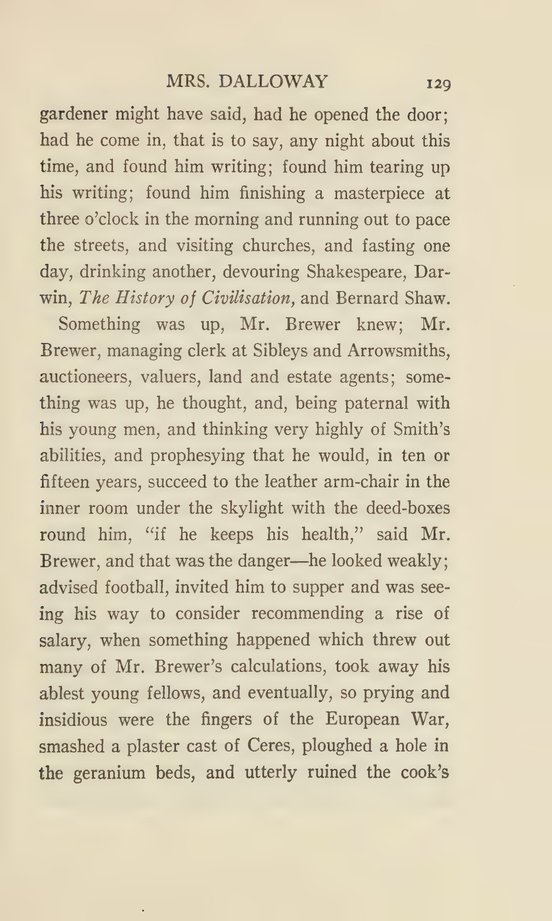 MRS. DALLOWAY 129
gardener might have said, had he opened the door;
had he come in, that is to say, any night about this
time, and found him writing; found him tearing up
his writing; found him finishing a masterpiece at
three o'clock in the morning and running out to pace
the streets, and visiting churches, and fasting one
day, drinking another, devouring Shakespeare, Dar-
win, The History of Civilisation, and Bernard Shaw.
Something was up, Mr. Brewer knew; Mr.
Brewer, managing clerk at Sibleys and Arrowsmiths,
auctioneers, valuers, land and estate agents; some-
thing was up, he thought, and, being paternal with
his young men, and thinking very highly of Smith's
abilities, and prophesying that he would, in ten or
fifteen years, succeed to the leather arm-chair in the
inner room under the skylight with the deed-boxes
round him, "if he keeps his health," said Mr.
Brewer, and that was the danger—he looked weakly;
advised football, invited him to supper and was see-
ing his way to consider recommending a rise of
salary, when something happened which threw out
many of Mr. Brewer's calculations, took away his
ablest young fellows, and eventually, so prying and
insidious were the fingers of the European War,
smashed a plaster cast of Ceres, ploughed a hole in
the geranium beds, and utterly ruined the cook's